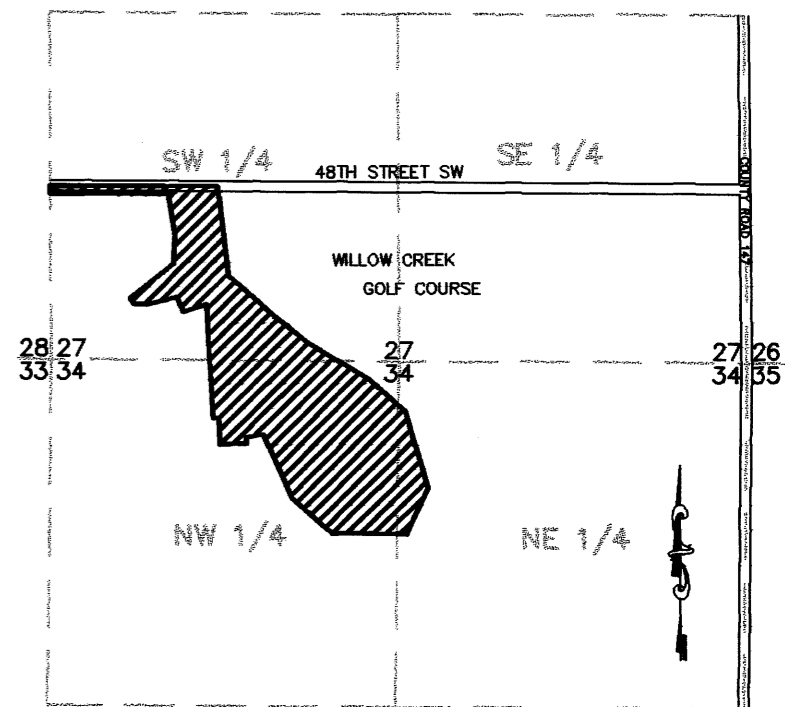 SW 1/4 SE 1/4
48TH STREET SW
COUNTY ROAD 147
WILLOW CREEK
GOLF COURSE
28 27 27 27 26
33 34 34 34 35
NW 1/4 NE 1/4